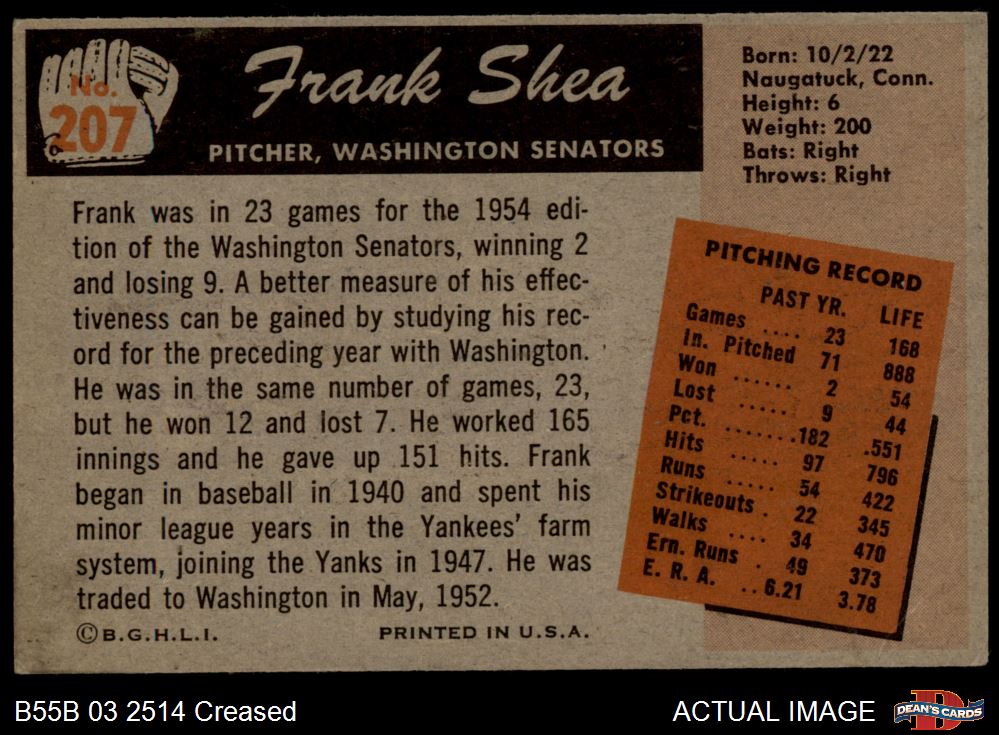 No.
207
Frank Shea
PITCHER, WASHINGTON SENATORS
Born: 10/2/22
Naugatuck, Conn.
Height: 6
Weight: 200
Bats: Right
Throws: Right
Frank was in 23 games for the 1954 edi-
tion of the Washington Senators, winning 2
and losing 9. A better measure of his effec-
tiveness can be gained by studying his rec-
ord for the preceding year with Washington.
He was in the same number of games, 23,
but he won 12 and lost 7. He worked 165
innings and he gave up 151 hits. Frank
began in baseball in 1940 and spent his
minor league years in the Yankees' farm
system, joining the Yanks in 1947. He was
traded to Washington in May, 1952.
©B.G.H.L.I. PRINTED IN U.S.A.
PITCHING RECORD
PAST YR. LIFE
Games .... 23 168
In. Pitched 71 888
Won ...... 2 54
Lost ..... 9 44
Pct. .......182 .551
Hits ..... 97 796
Runs ..... 54 422
Strikeouts . 22 345
Walks .... 34 470
Ern. Runs . 49 373
E. R. A. .. 6.21 3.78
B55B 03 2514 Creased
ACTUAL IMAGE
D
DEAN'S CARDS